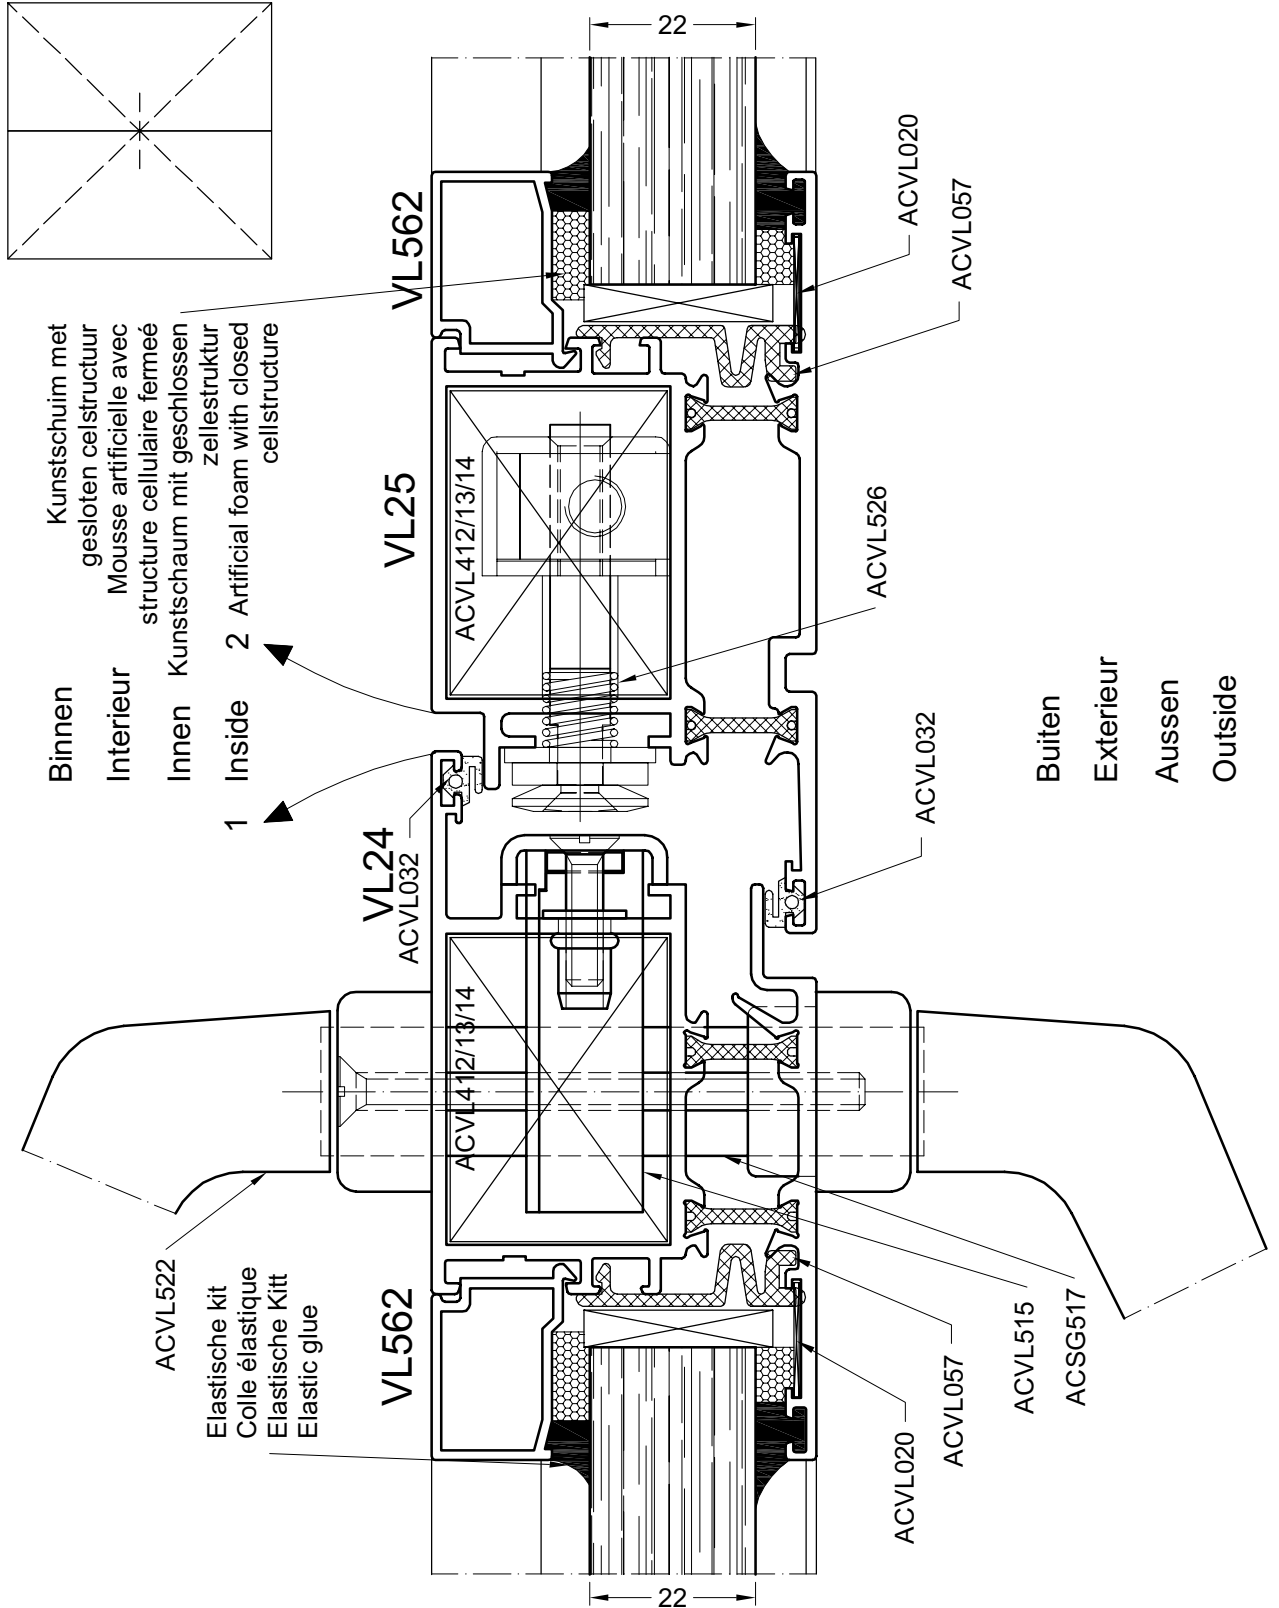 22
Kunstschuim met
gesloten celstructuur
Mousse artificielle avec
structure cellulaire fermeé
Kunstschaum mit geschlossen
zellestruktur
Artificial foam with closed
cellstructure
Binnen
Interieur
Innen
Inside
1
2
VL562
VL25
VL24
ACVL032
VL562
ACVL412/13/14
ACVL412/13/14
ACVL522
Elastische kit
Colle élastique
Elastische Kitt
Elastic glue
ACVL020
ACVL057
ACVL526
ACVL032
ACVL515
ACSG517
ACVL057
ACVL020
Buiten
Exterieur
Aussen
Outside
22